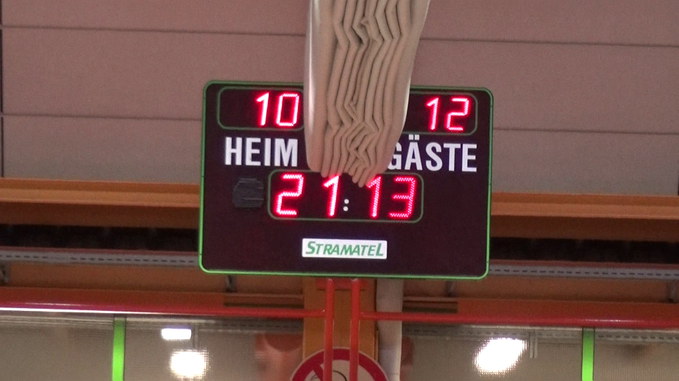 10 12
HEIM GÄSTE
21:13
STRAMATEL